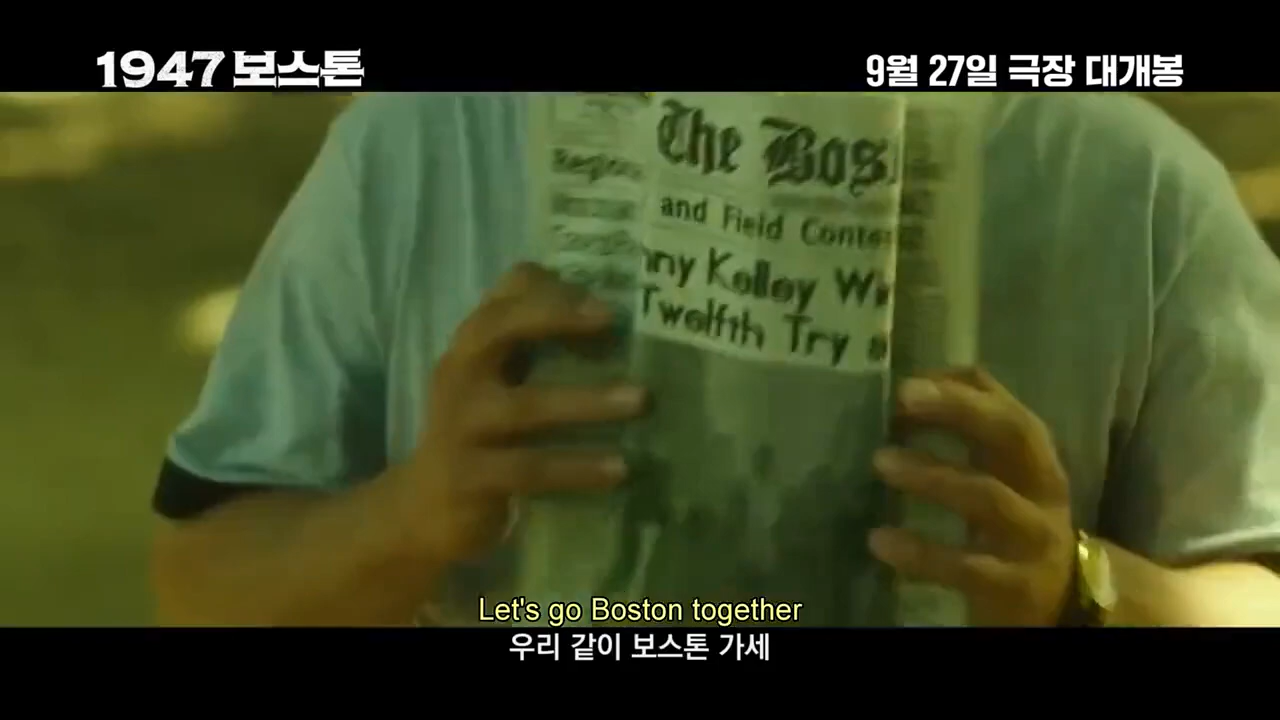 1947 보스톤
9월 27일 극장 대개봉
The Bos
and Field Conte
nny Kelley Wi
Twelfth Try a
Let's go Boston together
우리 같이 보스톤 가세